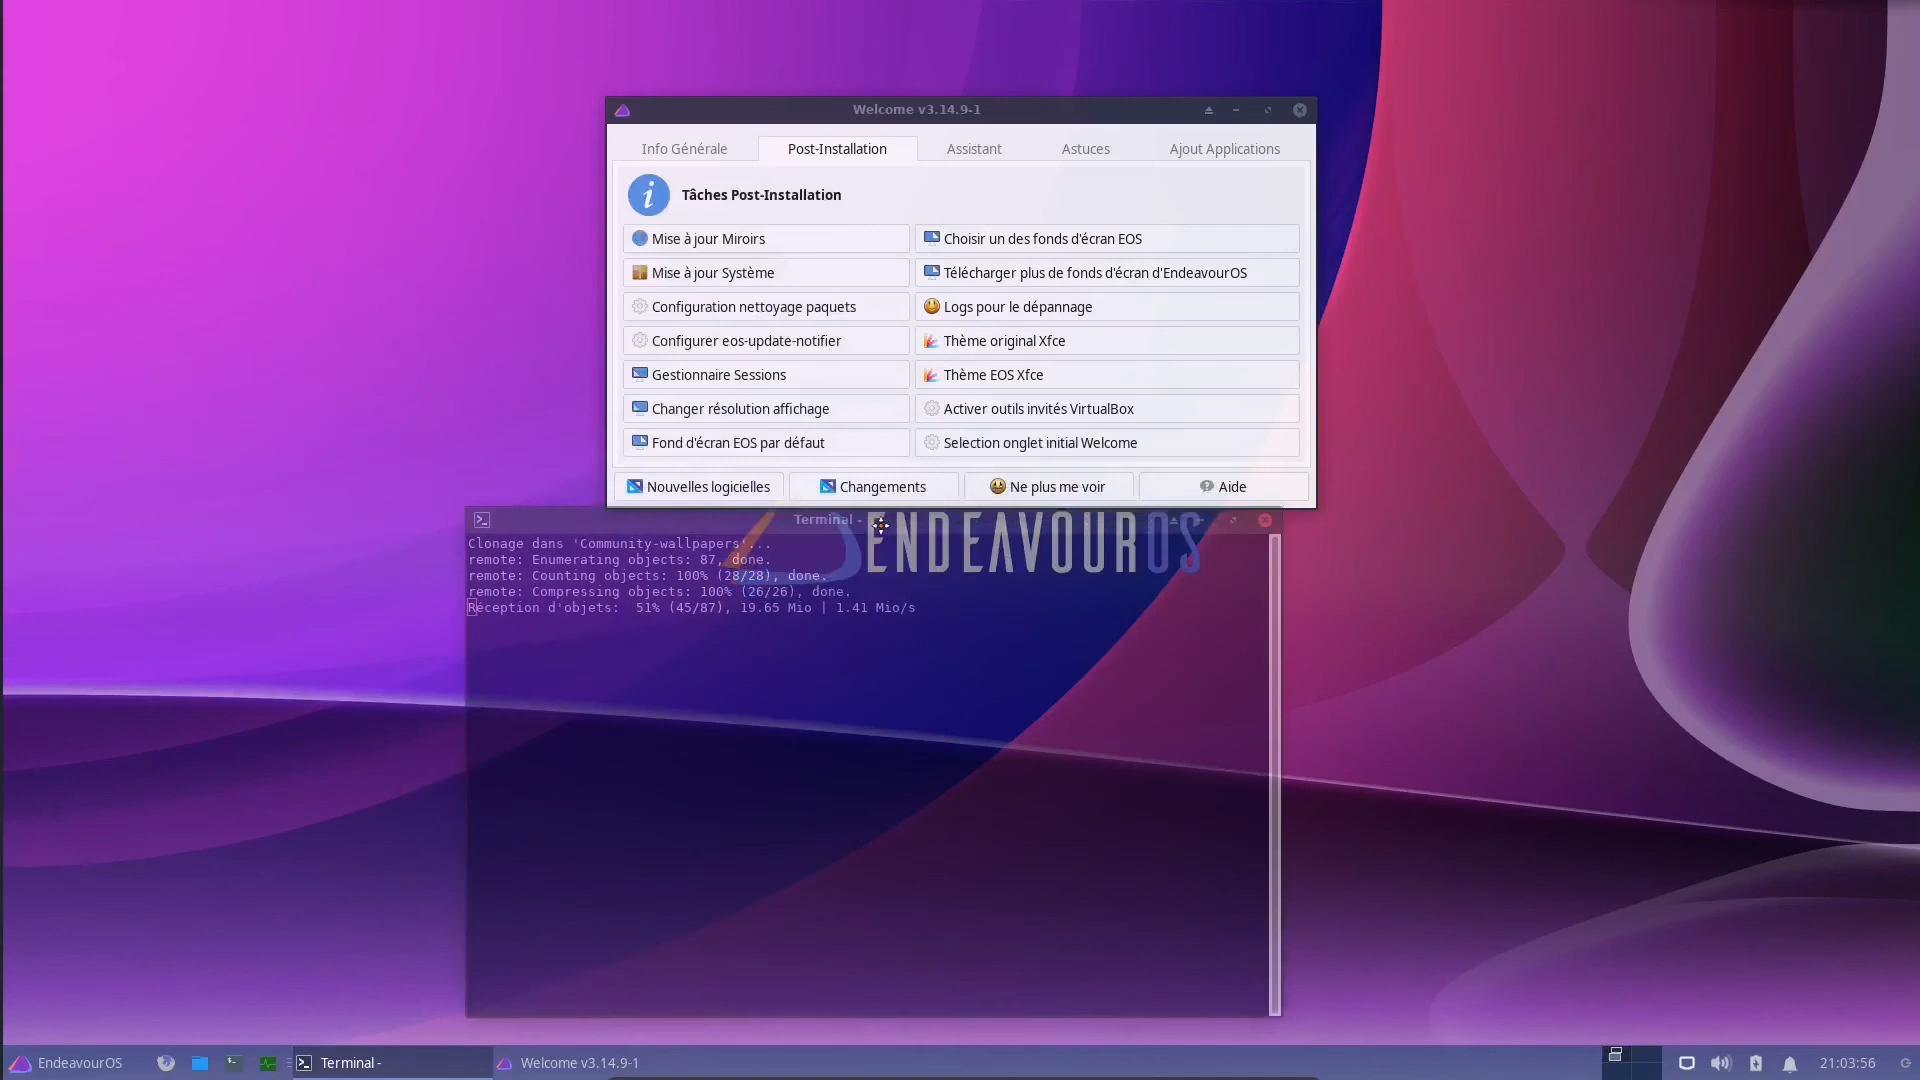 Welcome v3.14.9-1
Info Générale
Post-Installation
Assistant
Astuces
Ajout Applications
Tâches Post-Installation
Mise à jour Miroirs
Choisir un des fonds d'écran EOS
Mise à jour Système
Télécharger plus de fonds d'écran d'EndeavourOS
Configuration nettoyage paquets
Logs pour le dépannage
Configurer eos-update-notifier
Thème original Xfce
Gestionnaire Sessions
Thème EOS Xfce
Changer résolution affichage
Activer outils invités VirtualBox
Fond d'écran EOS par défaut
Selection onglet initial Welcome
Nouvelles logicielles
Changements
Ne plus me voir
Aide
Terminal -
ENDEAVOUROS
Clonage dans 'Community-wallpapers'...
remote: Enumerating objects: 87, done.
remote: Counting objects: 100% (28/28), done.
remote: Compressing objects: 100% (26/26), done.
Réception d'objets:  51% (45/87), 19.65 Mio | 1.41 Mio/s
EndeavourOS
Terminal -
Welcome v3.14.9-1
21:03:56